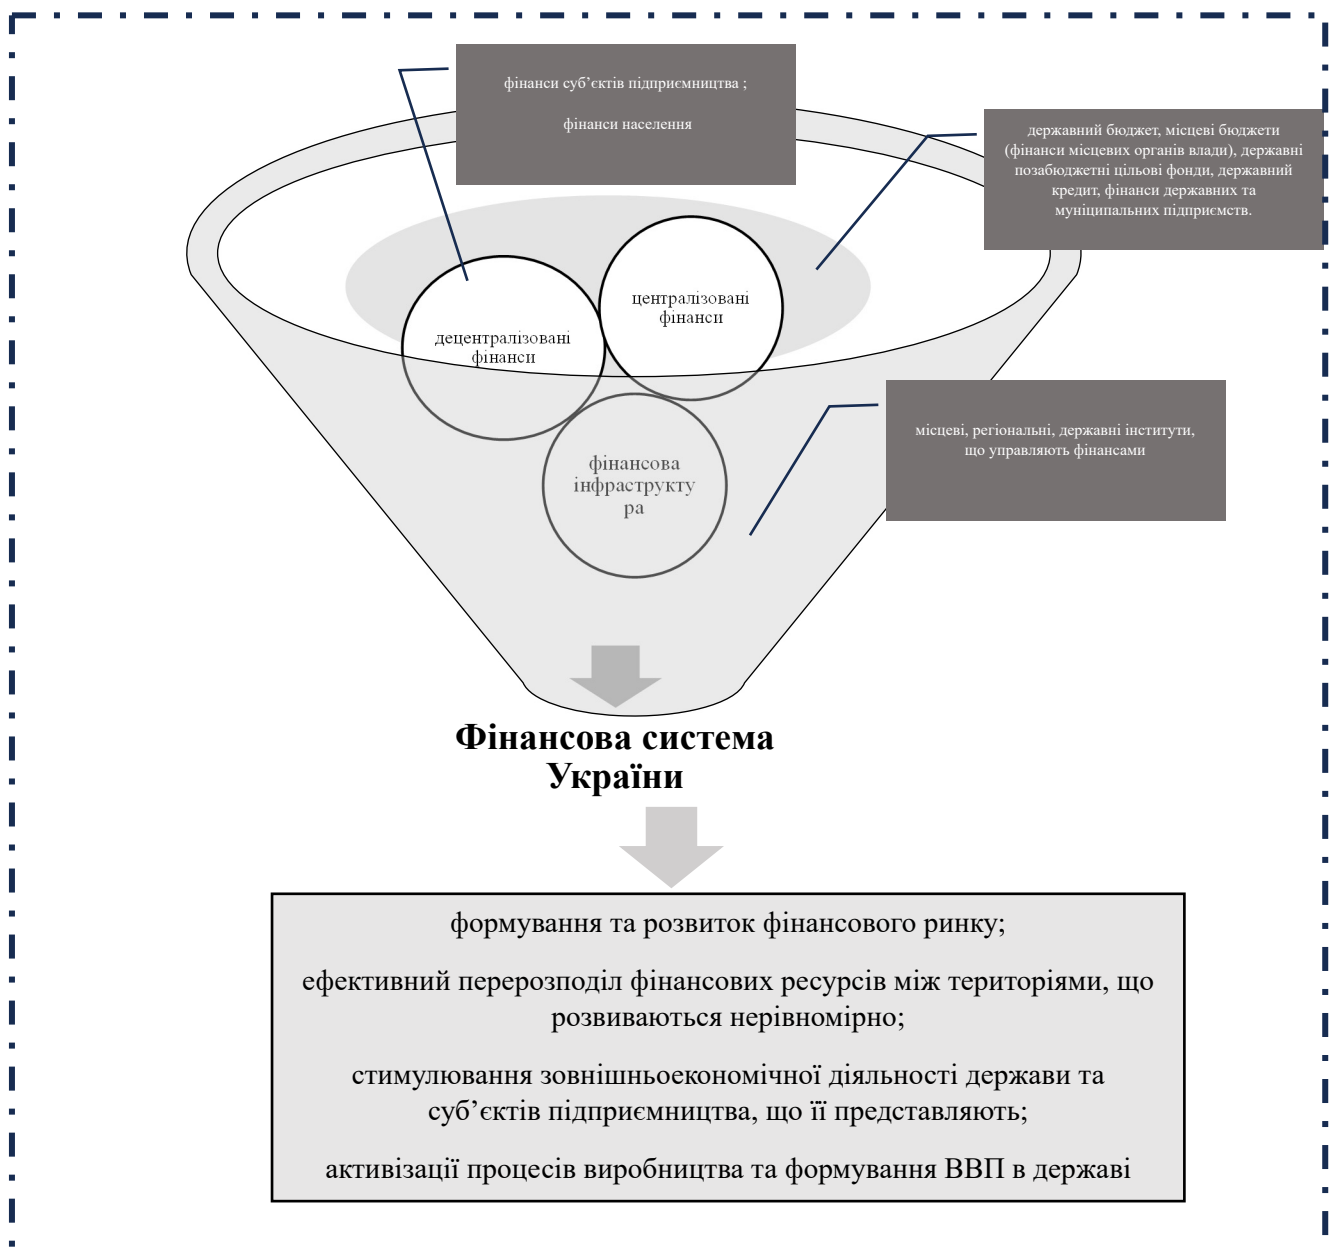 фінанси суб’єктів підприємництва ;
фінанси населення
державний бюджет, місцеві бюджети
(фінанси місцевих органів влади), державні
позабюджетні цільові фонди, державний
кредит, фінанси державних та
муніципальних підприємств.
централізовані
фінанси
децентралізовані
фінанси
місцеві, регіональні, державні інститути,
що управляють фінансами
фінансова
інфраструкту
ра
Фінансова система
України
формування та розвиток фінансового ринку;
ефективний перерозподіл фінансових ресурсів між територіями, що
розвиваються нерівномірно;
стимулювання зовнішньоекономічної діяльності держави та
суб’єктів підприємництва, що її представляють;
активізації процесів виробництва та формування ВВП в державі